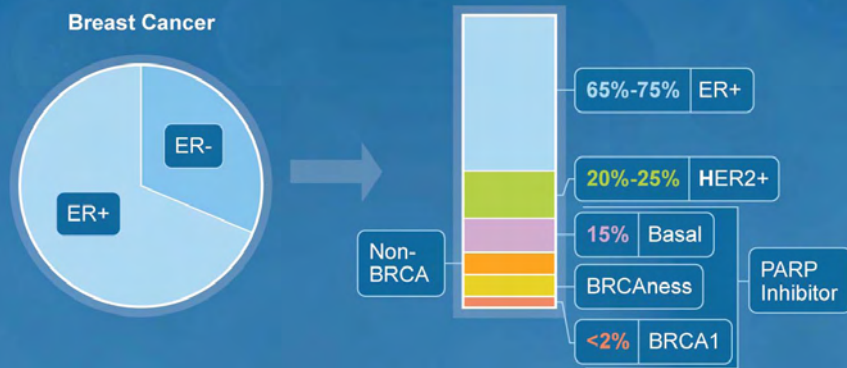 Breast Cancer
ER-
ER+
65%-75% ER+
20%-25% HER2+
15% Basal
Non-
BRCA
BRCAness
<2% BRCA1
PARP
Inhibitor